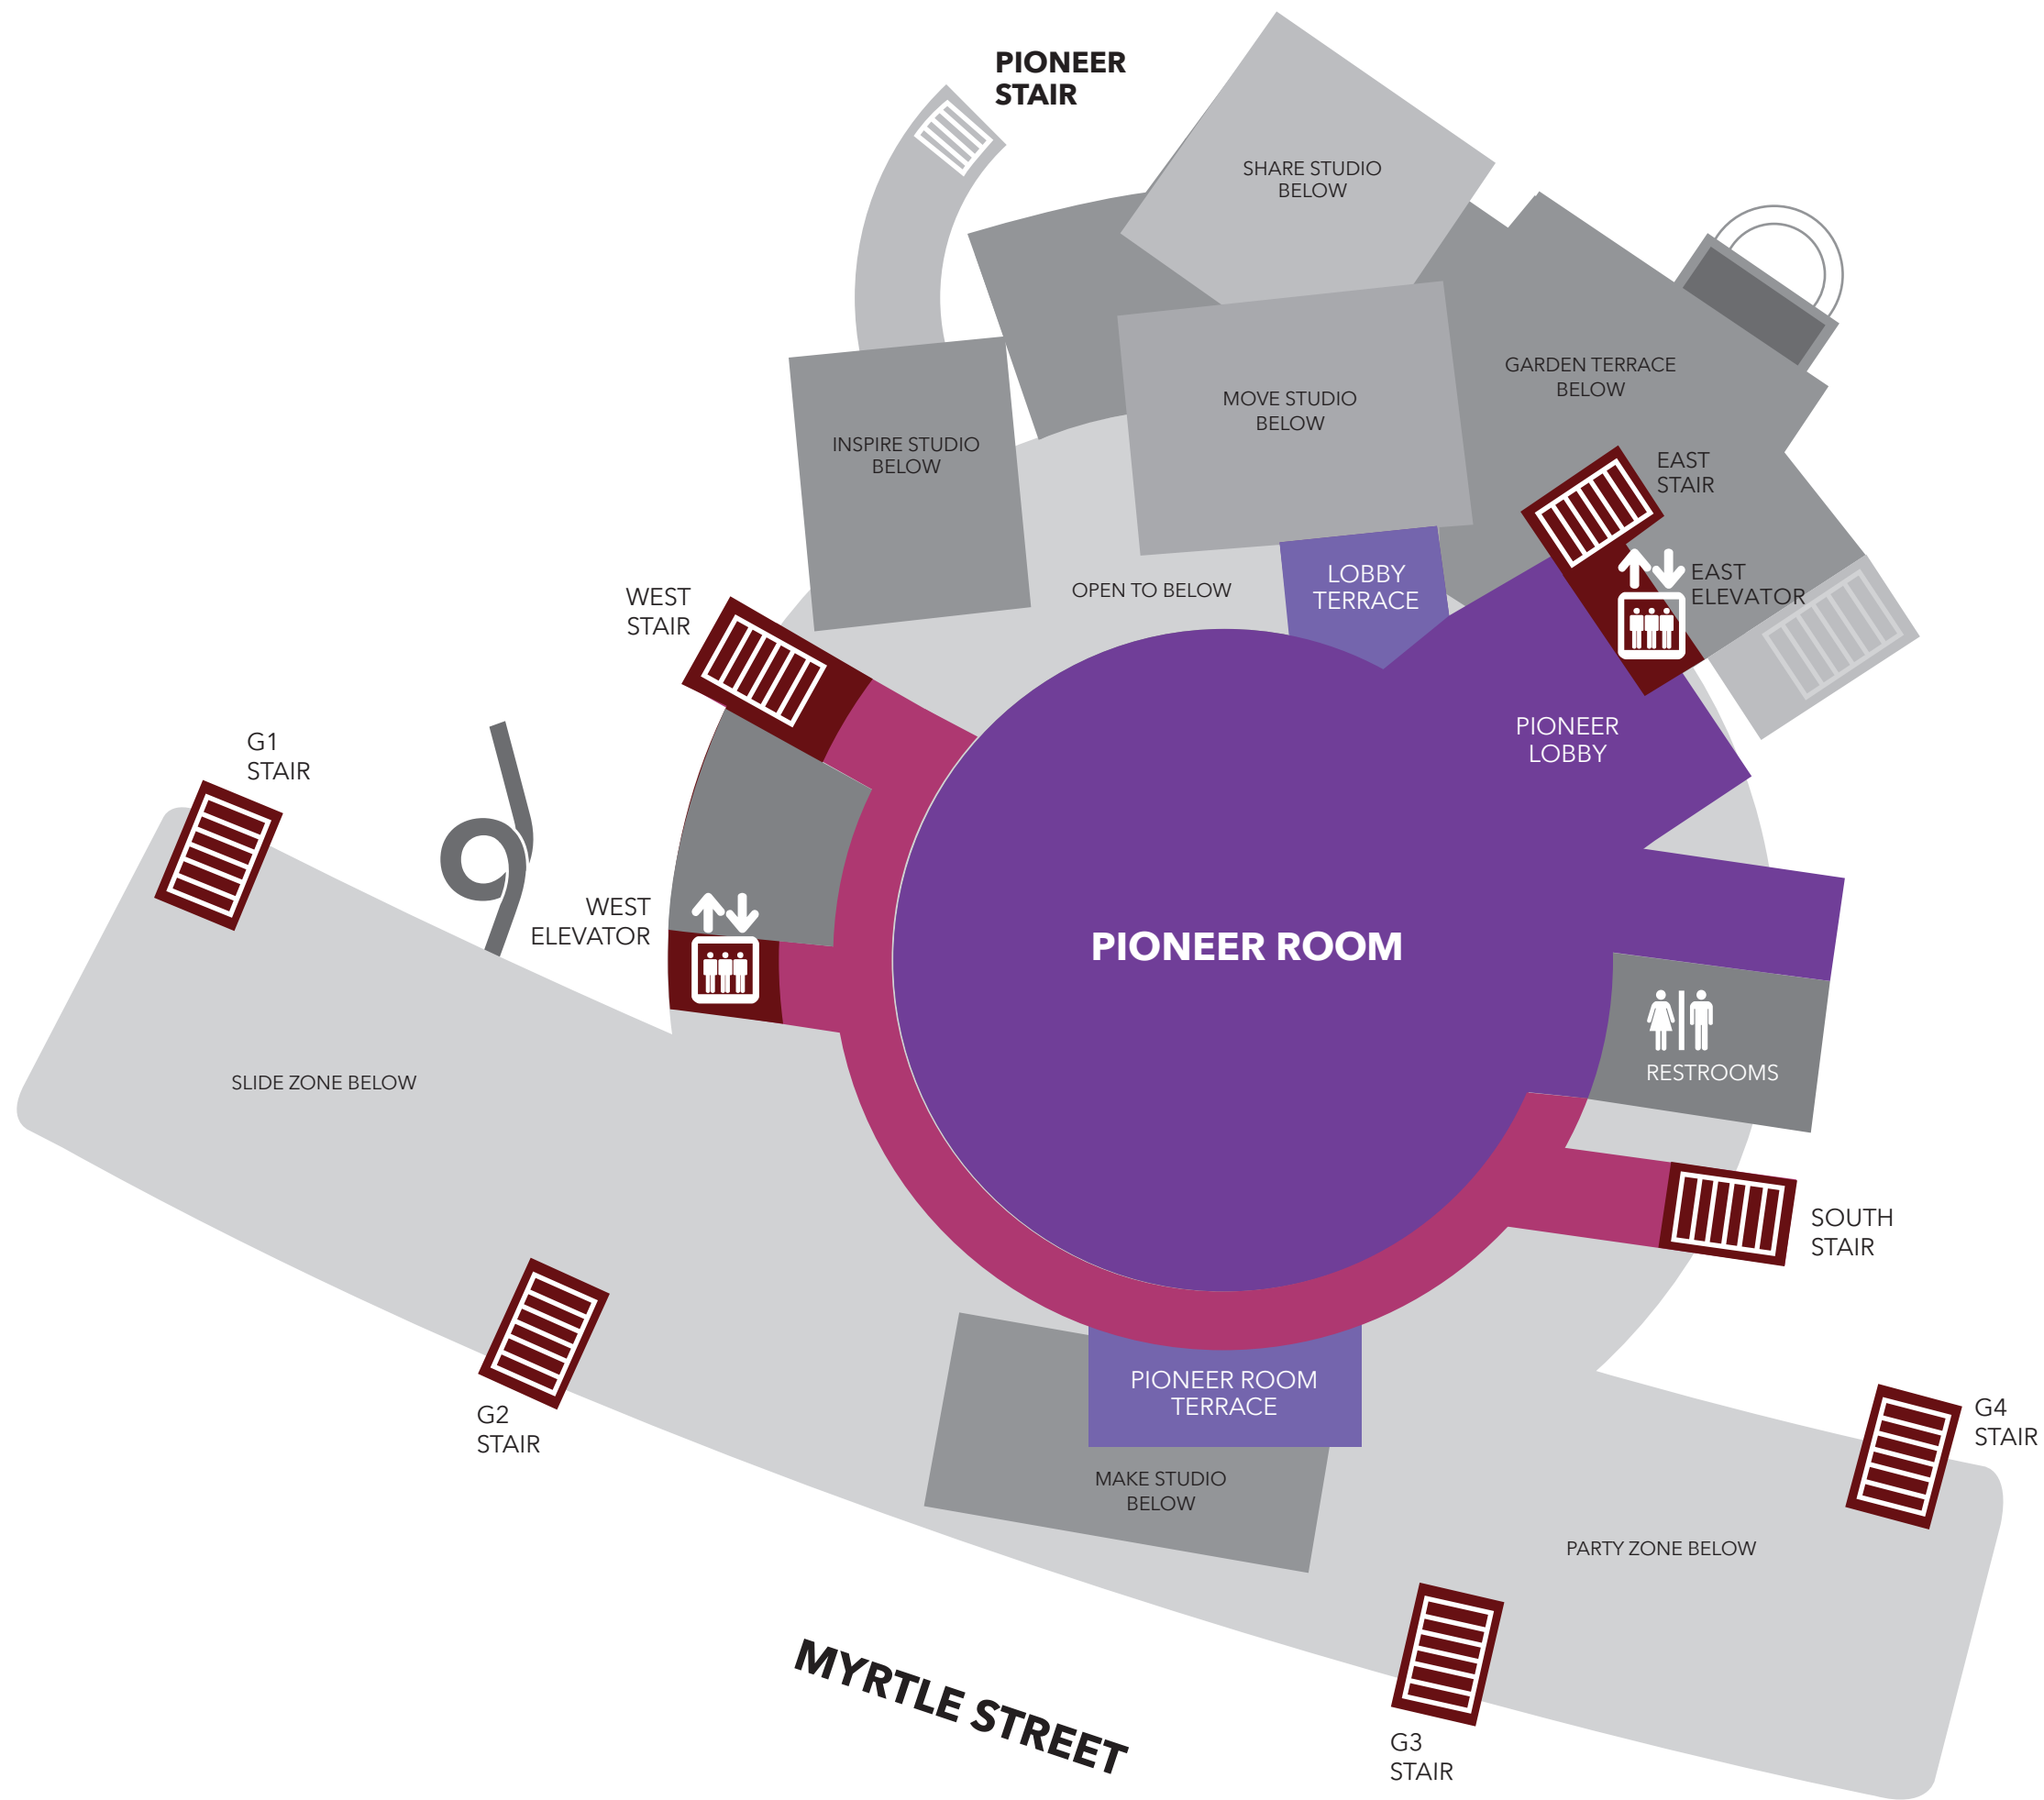 PIONEER
STAIR
SHARE STUDIO
BELOW
GARDEN TERRACE
BELOW
MOVE STUDIO
BELOW
INSPIRE STUDIO
BELOW
EAST
STAIR
EAST
ELEVATOR
LOBBY
TERRACE
OPEN TO BELOW
WEST
STAIR
PIONEER
LOBBY
G1
STAIR
WEST
ELEVATOR
PIONEER ROOM
RESTROOMS
SLIDE ZONE BELOW
SOUTH
STAIR
PIONEER ROOM
TERRACE
G2
STAIR
G4
STAIR
MAKE STUDIO
BELOW
PARTY ZONE BELOW
MYRTLE STREET
G3
STAIR